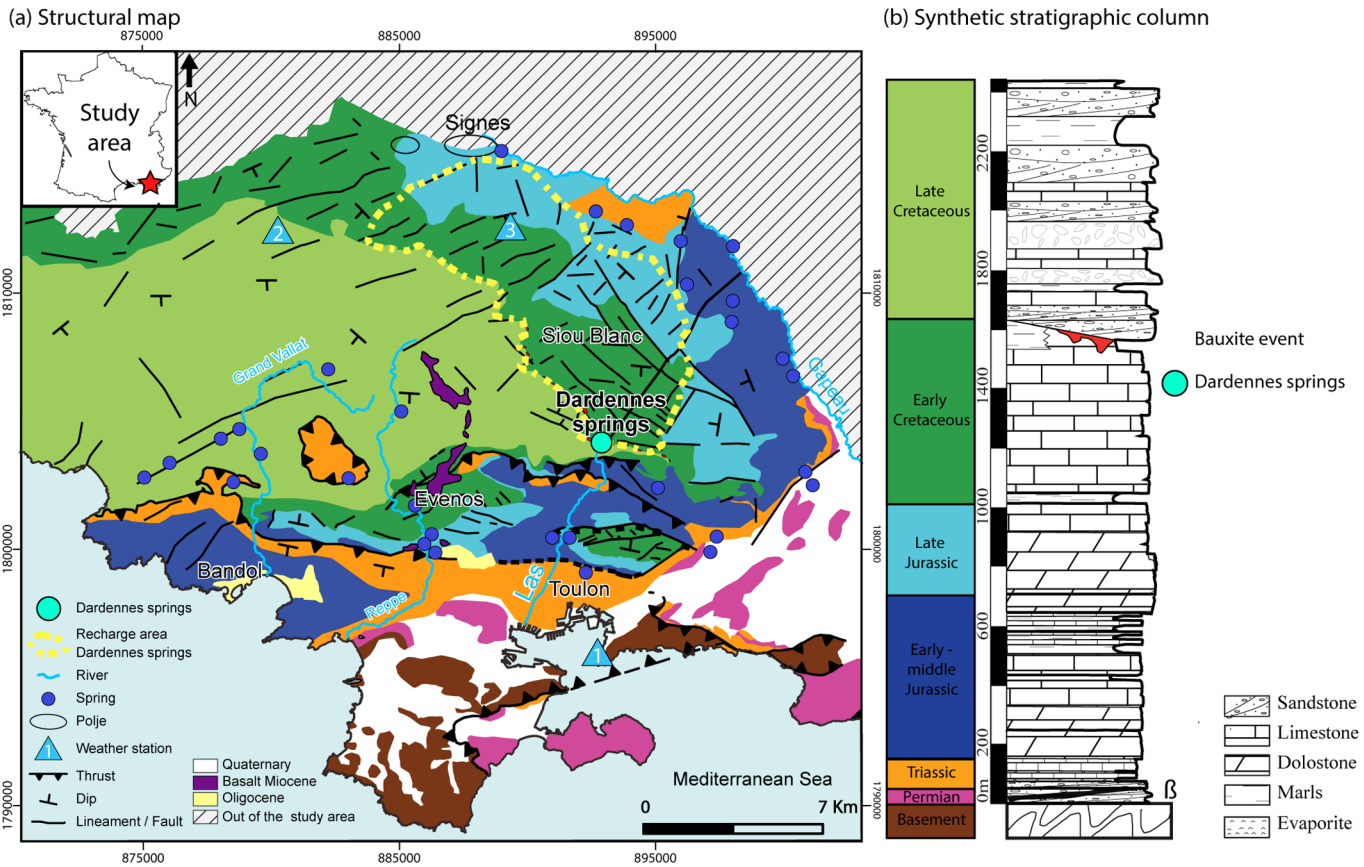 (a) Structural map
875000
885000
895000
N
Study
area
Signes
2
3
1810000
1810000
Siou Blanc
Grand Vallat
Gapeau
Dardennes
springs
Evenos
1800000
1800000
Bandol
Las
Toulon
Reppe
1
Dardennes springs
Recharge area
Dardennes springs
River
Spring
Polje
1
Weather station
Thrust
Dip
Lineament / Fault
Quaternary
Basalt Miocene
Oligocene
Out of the study area
Mediterranean Sea
0
7 Km
1790000
1790000
875000
885000
895000
(b) Synthetic stratigraphic column
Late
Cretaceous
Early
Cretaceous
Late
Jurassic
Early -
middle
Jurassic
Triassic
Permian
Basement
2200
1800
1400
1000
600
200
0m
ß
Bauxite event
Dardennes springs
Sandstone
Limestone
Dolostone
Marls
Evaporite